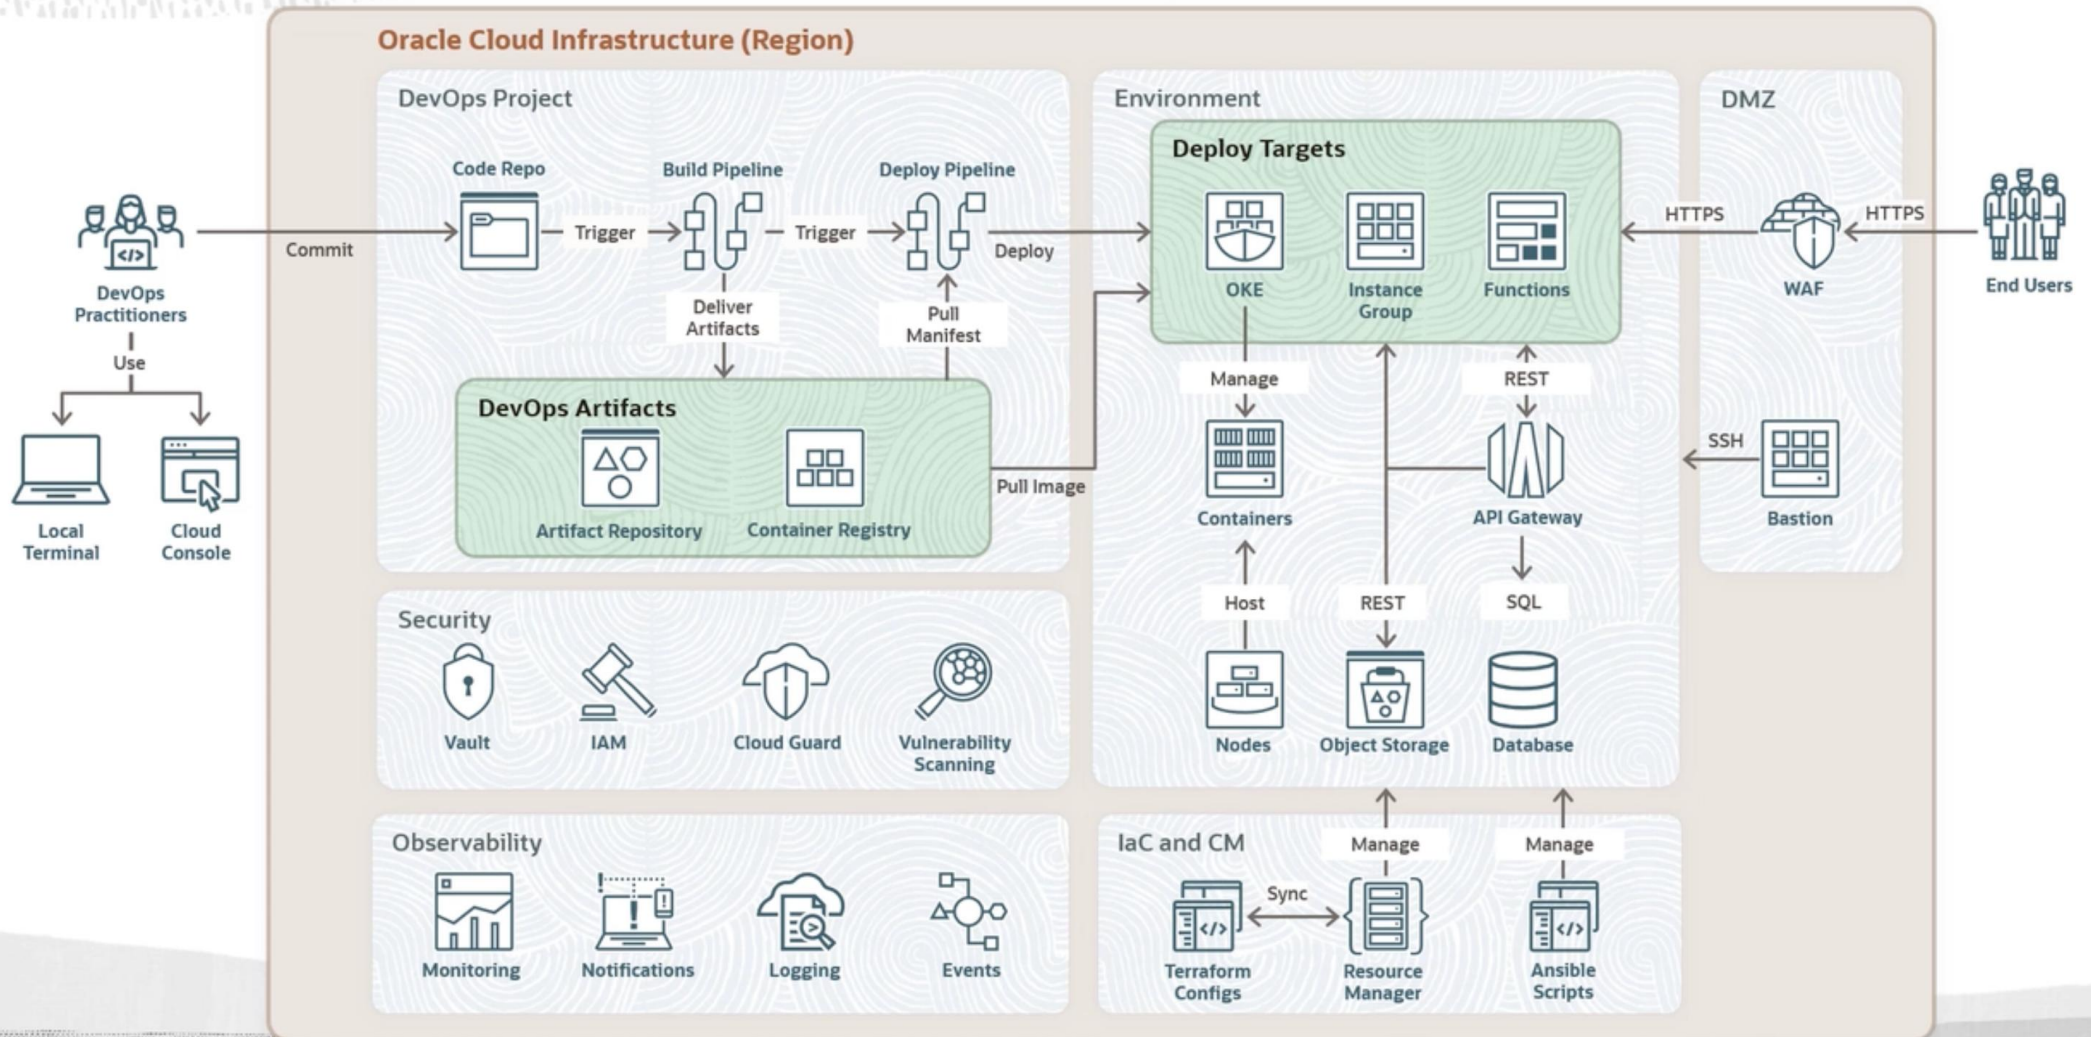 Oracle Cloud Infrastructure (Region)
DevOps Project
Code Repo
Build Pipeline
Deploy Pipeline
DevOps
Practitioners
Commit
Trigger
Trigger
Deploy
Use
Local
Terminal
Cloud
Console
Deliver
Artifacts
Pull
Manifest
DevOps Artifacts
Artifact Repository
Container Registry
Pull Image
Environment
Deploy Targets
OKE
Instance
Group
Functions
Manage
REST
Containers
API Gateway
Host
REST
SQL
Nodes
Object Storage
Database
DMZ
HTTPS
WAF
HTTPS
End Users
SSH
Bastion
Security
Vault
IAM
Cloud Guard
Vulnerability
Scanning
Observability
Monitoring
Notifications
Logging
Events
IaC and CM
Manage
Manage
Sync
Terraform
Configs
Resource
Manager
Ansible
Scripts